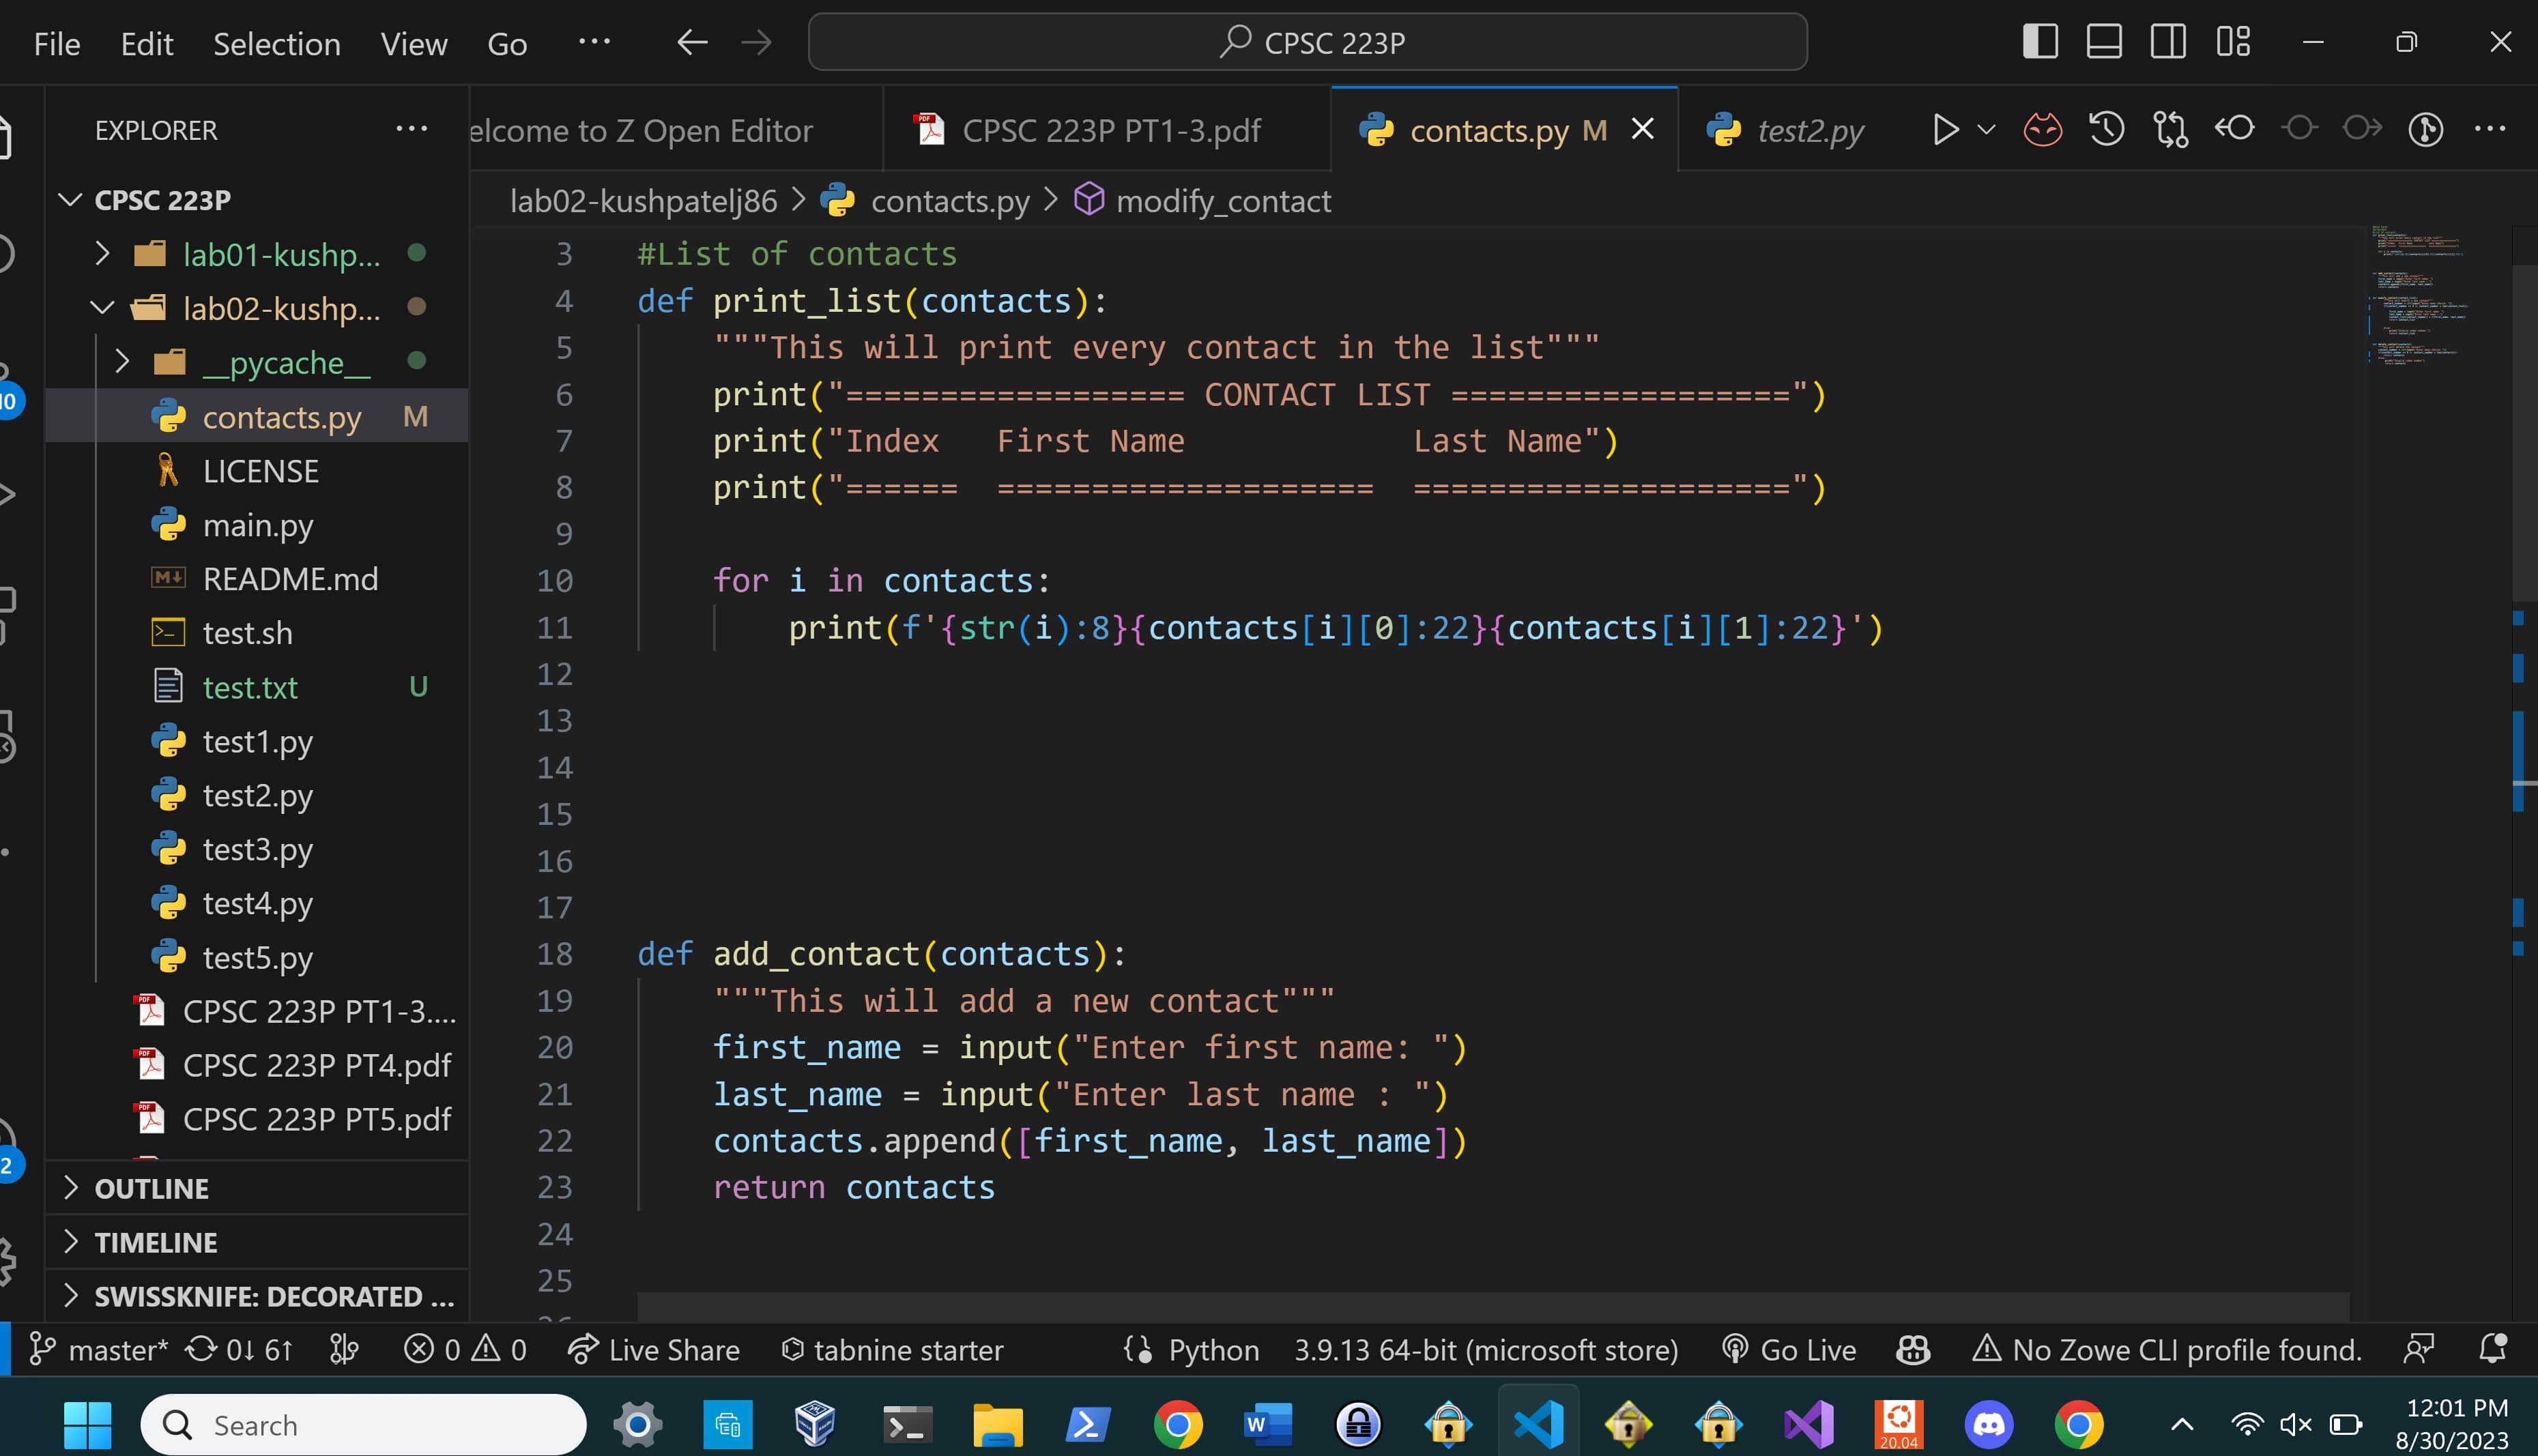 File Edit Selection View Go ··· CPSC 223P
EXPLORER ···
CPSC 223P
lab01-kushp...
lab02-kushp...
__pycache__
contacts.py M
LICENSE
main.py
README.md
test.sh
test.txt U
test1.py
test2.py
test3.py
test4.py
test5.py
CPSC 223P PT1-3....
CPSC 223P PT4.pdf
CPSC 223P PT5.pdf
OUTLINE
TIMELINE
SWISSKNIFE: DECORATED ...
elcome to Z Open Editor CPSC 223P PT1-3.pdf contacts.py M test2.py
lab02-kushpatelj86 > contacts.py > modify_contact
3 #List of contacts
4 def print_list(contacts):
5 """This will print every contact in the list"""
6 print("================== CONTACT LIST ==================")
7 print("Index   First Name            Last Name")
8 print("======  ====================  ====================")
9
10 for i in contacts:
11 print(f'{str(i):8}{contacts[i][0]:22}{contacts[i][1]:22}')
12
13
14
15
16
17
18 def add_contact(contacts):
19 """This will add a new contact"""
20 first_name = input("Enter first name: ")
21 last_name = input("Enter last name : ")
22 contacts.append([first_name, last_name])
23 return contacts
24
25
master* 0↓ 6↑ 0 0 Live Share tabnine starter Python 3.9.13 64-bit (microsoft store) Go Live No Zowe CLI profile found.
Search 20.04 12:01 PM
8/30/2023